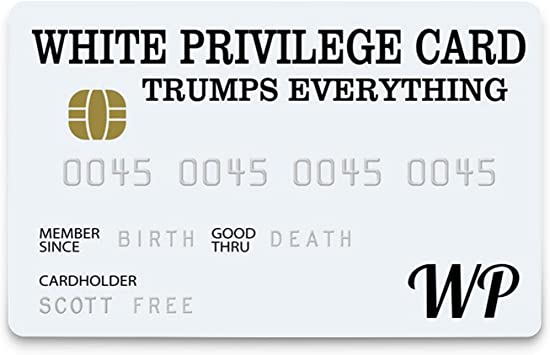 WHITE PRIVILEGE CARD
TRUMPS EVERYTHING
0045 0045 0045 0045
MEMBER SINCE BIRTH GOOD THRU DEATH
CARDHOLDER
SCOTT FREE
WP